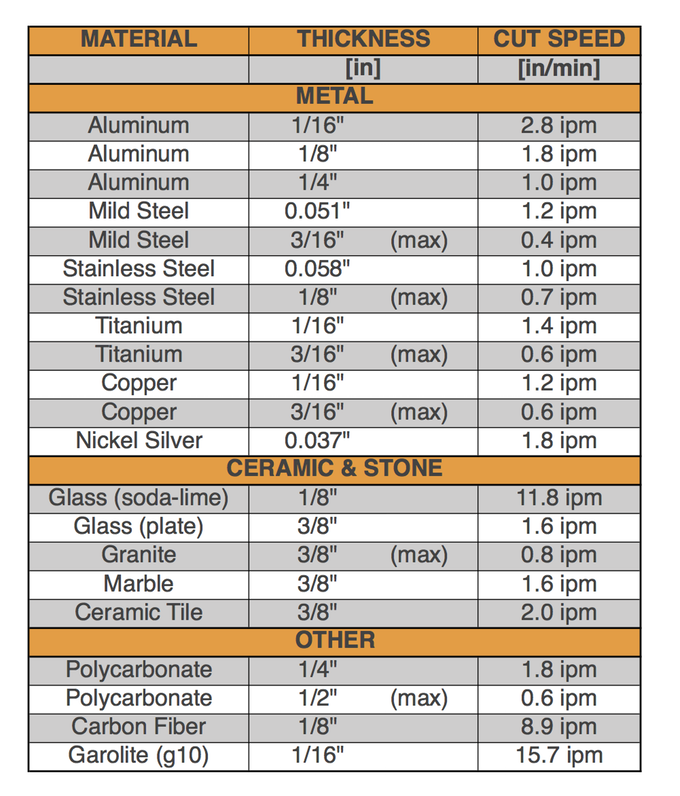 MATERIAL THICKNESS CUT SPEED
[in] [in/min]
METAL
Aluminum 1/16" 2.8 ipm
Aluminum 1/8" 1.8 ipm
Aluminum 1/4" 1.0 ipm
Mild Steel 0.051" 1.2 ipm
Mild Steel 3/16" (max) 0.4 ipm
Stainless Steel 0.058" 1.0 ipm
Stainless Steel 1/8" (max) 0.7 ipm
Titanium 1/16" 1.4 ipm
Titanium 3/16" (max) 0.6 ipm
Copper 1/16" 1.2 ipm
Copper 3/16" (max) 0.6 ipm
Nickel Silver 0.037" 1.8 ipm
CERAMIC & STONE
Glass (soda-lime) 1/8" 11.8 ipm
Glass (plate) 3/8" 1.6 ipm
Granite 3/8" (max) 0.8 ipm
Marble 3/8" 1.6 ipm
Ceramic Tile 3/8" 2.0 ipm
OTHER
Polycarbonate 1/4" 1.8 ipm
Polycarbonate 1/2" (max) 0.6 ipm
Carbon Fiber 1/8" 8.9 ipm
Garolite (g10) 1/16" 15.7 ipm